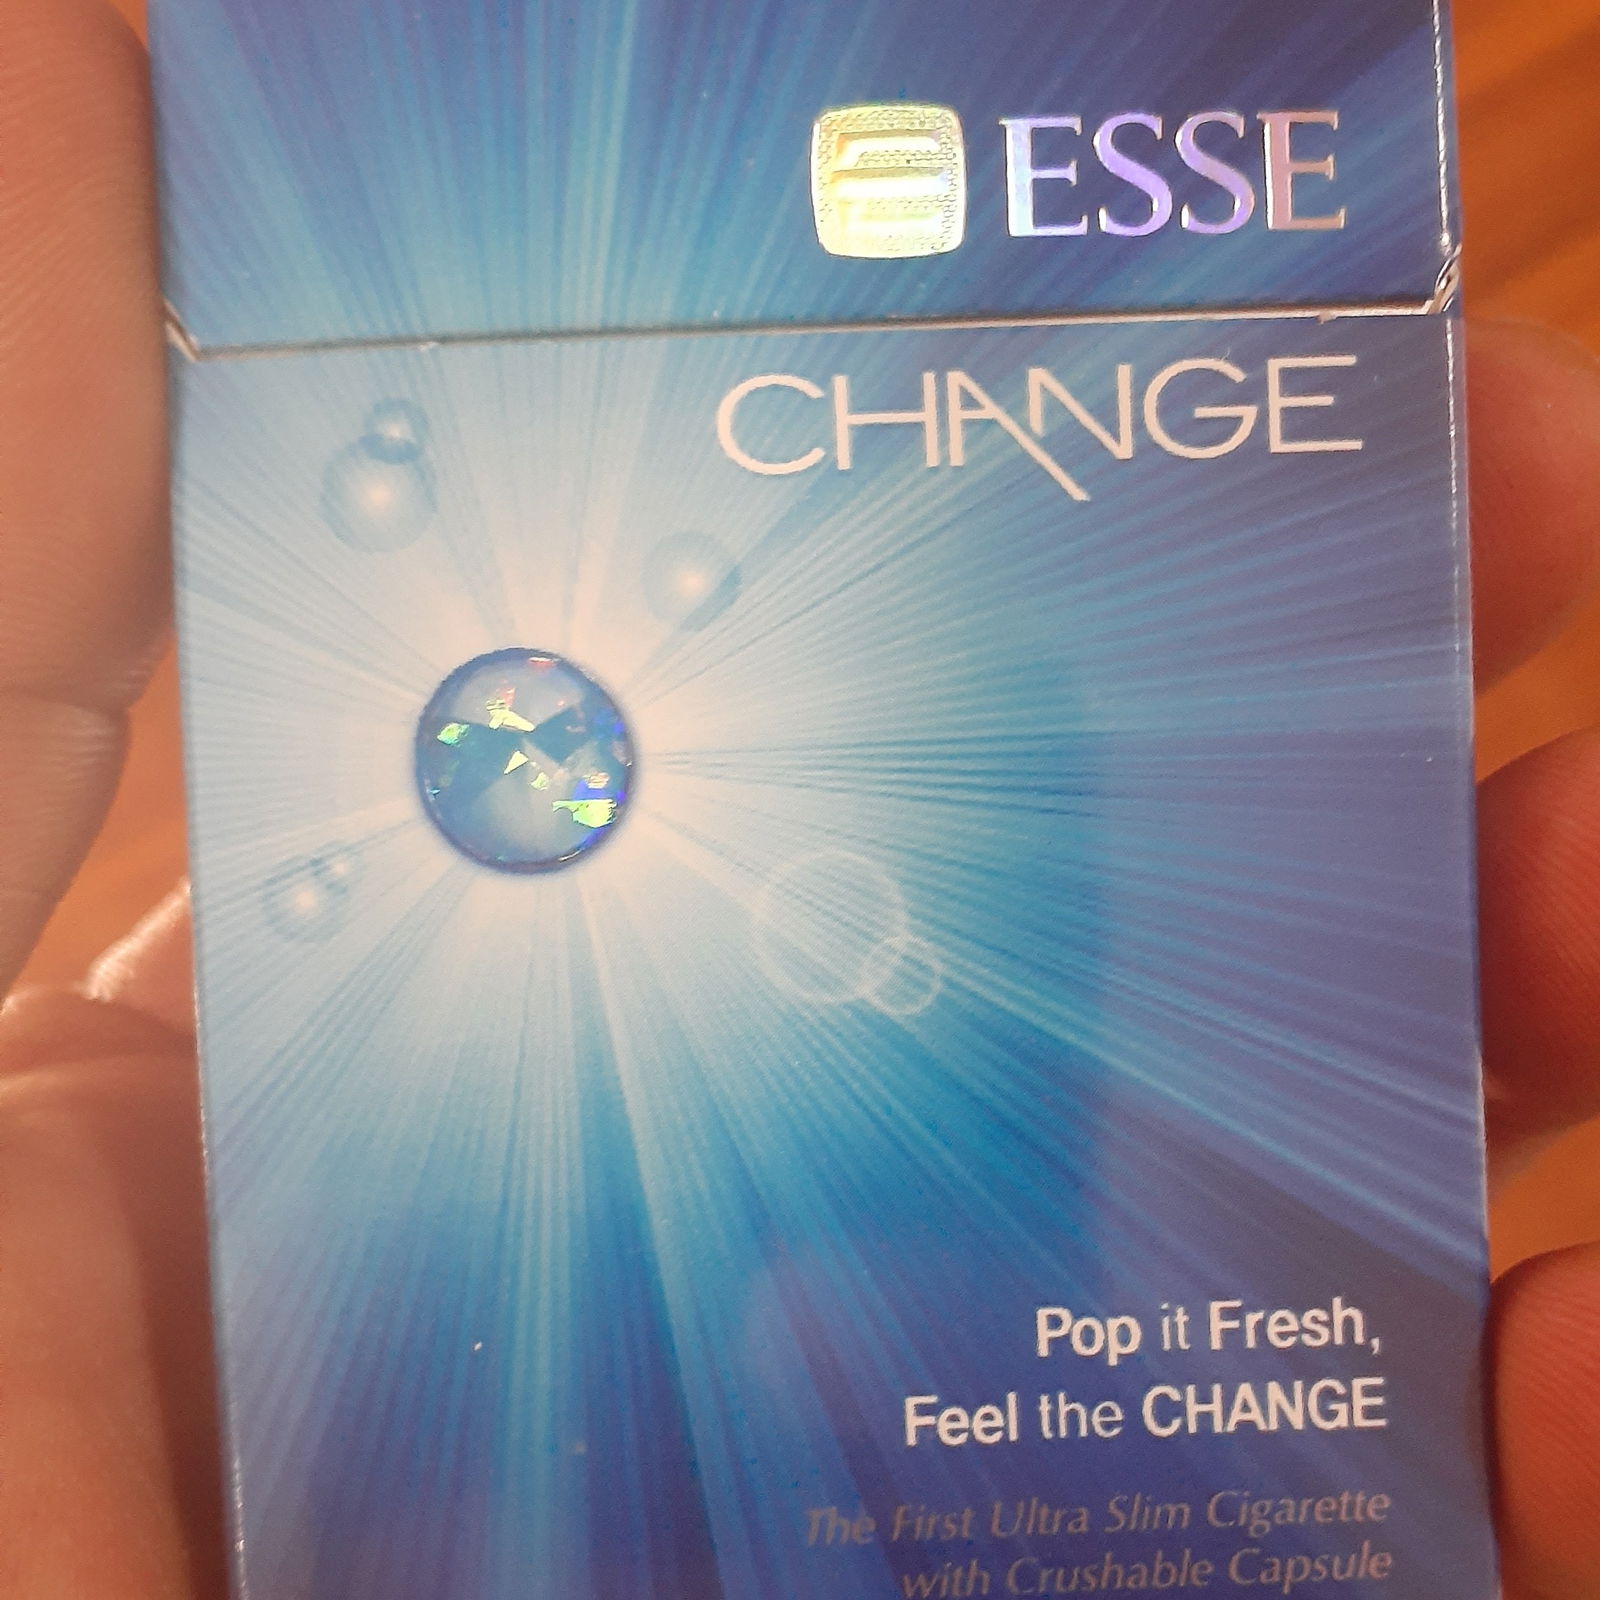 ESSE
CHANGE
Pop it Fresh,
Feel the CHANGE
The First Ultra Slim Cigarette
with Crushable Capsule